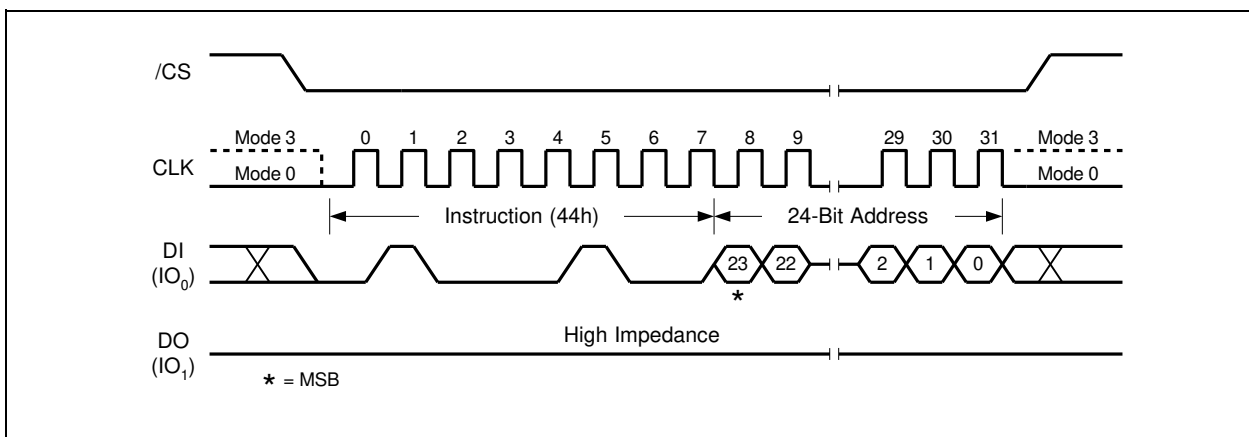 /CS
Mode 3
0 1 2 3 4 5 6 7 8 9 29 30 31
Mode 3
CLK
Mode 0
Mode 0
Instruction (44h)
24-Bit Address
DI
(IO0)
23 22 2 1 0
*
High Impedance
DO
(IO1)
* = MSB